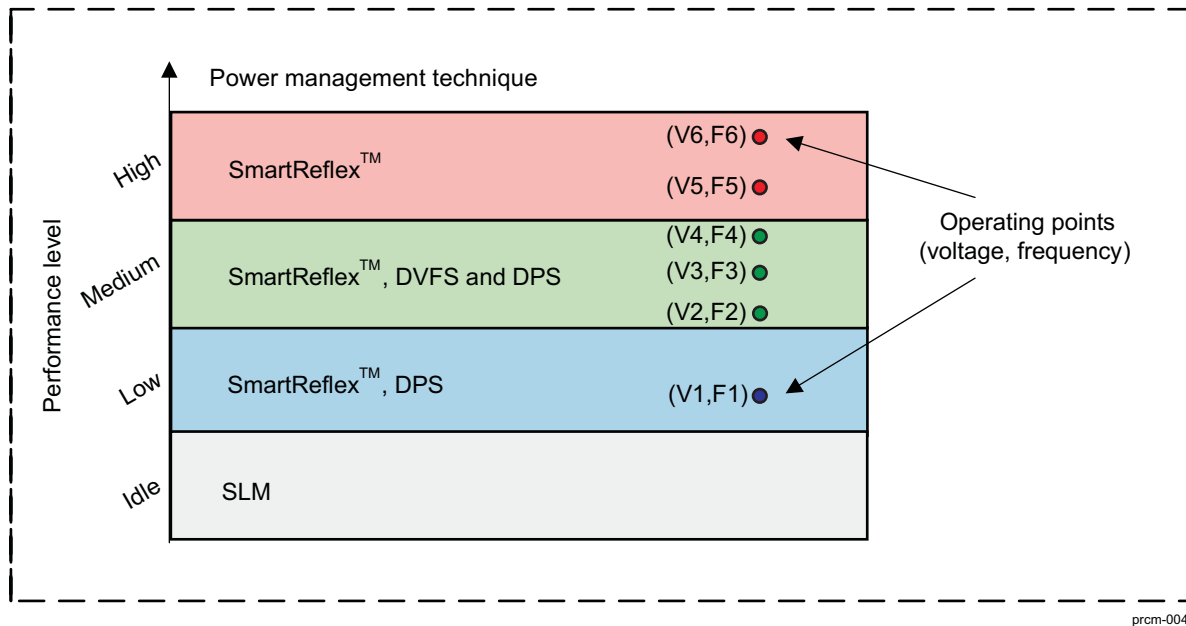 Power management technique
Performance level
High
SmartReflex™
(V6,F6)
(V5,F5)
Operating points
(voltage, frequency)
Medium
SmartReflex™, DVFS and DPS
(V4,F4)
(V3,F3)
(V2,F2)
Low
SmartReflex™, DPS
(V1,F1)
Idle
SLM
prcm-004